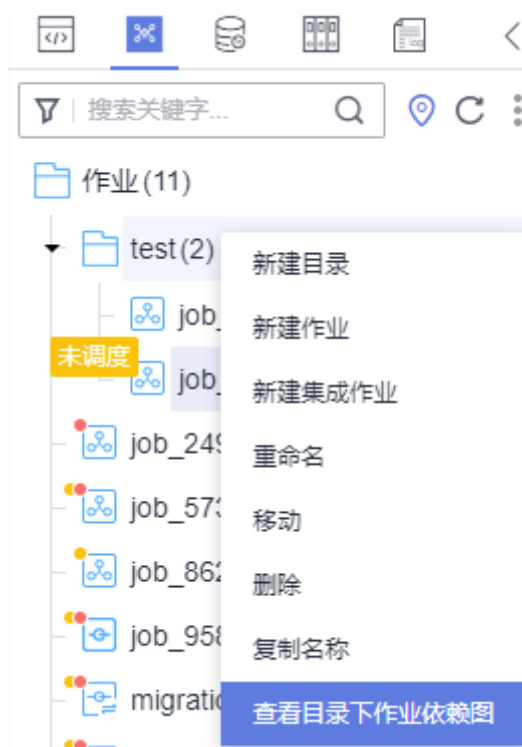 搜索关键字...
作业(11)
test(2)
新建目录
job_
新建作业
未调度
job_
新建集成作业
job_249
重命名
job_573
移动
job_862
删除
job_958
复制名称
migratic
查看目录下作业依赖图